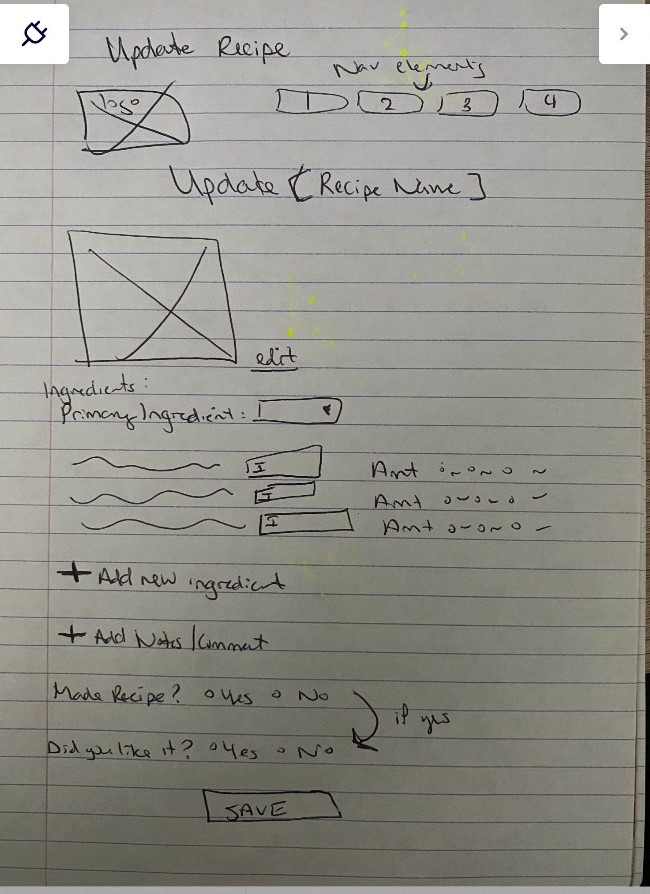 Update Recipe
Nav elements
Logo
1 2 3 4
Update [Recipe Name]
edit
Ingredients:
Primary Ingredient:
I Amt
I Amt
I Amt
+ Add new ingredient
+ Add Notes/Comment
Made Recipe? o Yes o No
if yes
Did you like it? o Yes o No
SAVE